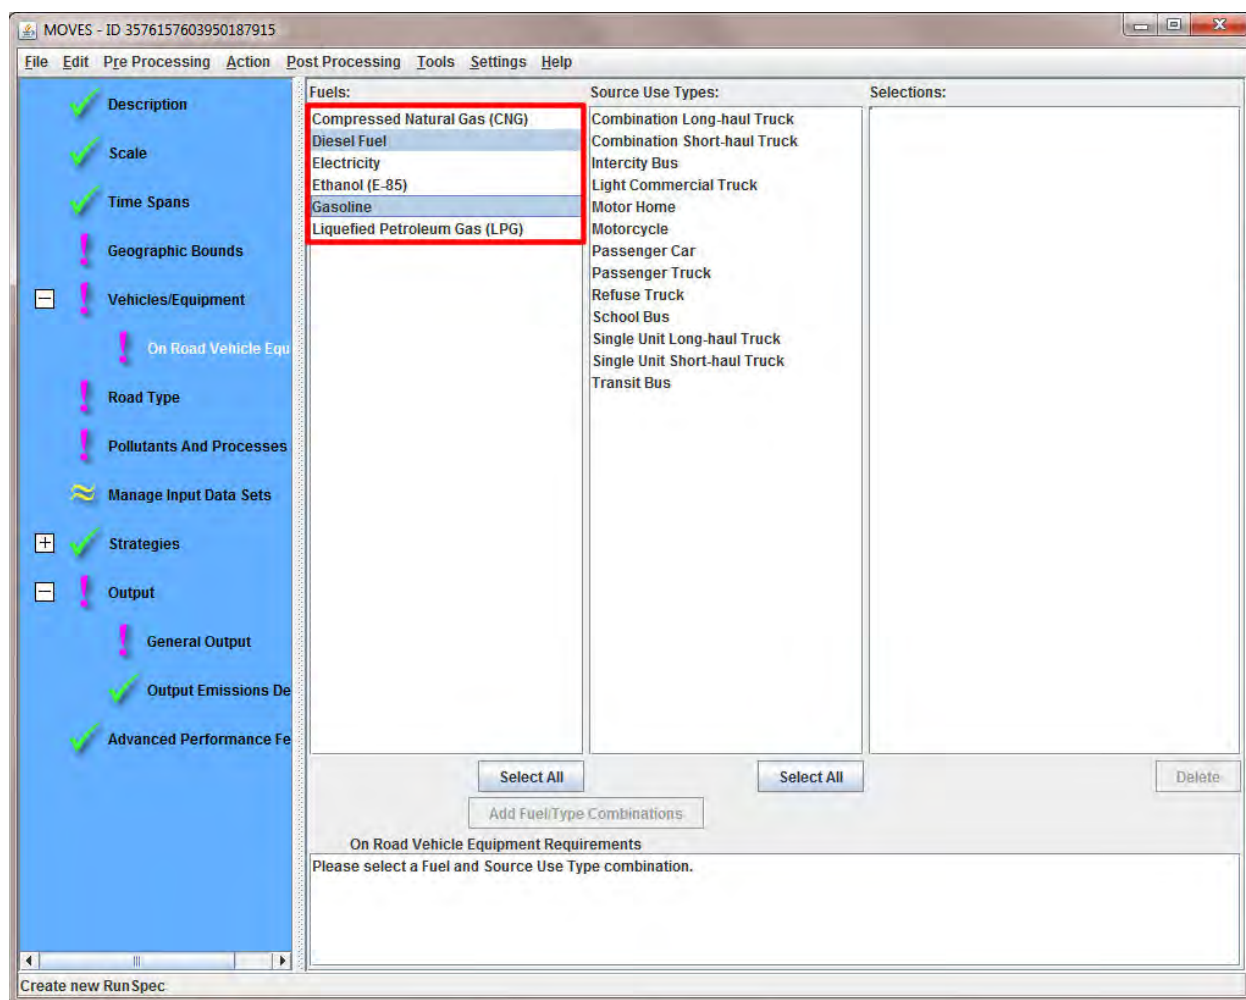 MOVES - ID 3576157603950187915
File Edit Pre Processing Action Post Processing Tools Settings Help
Description
Scale
Time Spans
Geographic Bounds
Vehicles/Equipment
On Road Vehicle Equ
Road Type
Pollutants And Processes
Manage Input Data Sets
Strategies
Output
General Output
Output Emissions De
Advanced Performance Fe
Fuels:
Compressed Natural Gas (CNG)
Diesel Fuel
Electricity
Ethanol (E-85)
Gasoline
Liquefied Petroleum Gas (LPG)
Source Use Types:
Combination Long-haul Truck
Combination Short-haul Truck
Intercity Bus
Light Commercial Truck
Motor Home
Motorcycle
Passenger Car
Passenger Truck
Refuse Truck
School Bus
Single Unit Long-haul Truck
Single Unit Short-haul Truck
Transit Bus
Selections:
Select All
Select All
Delete
Add Fuel/Type Combinations
On Road Vehicle Equipment Requirements
Please select a Fuel and Source Use Type combination.
Create new RunSpec